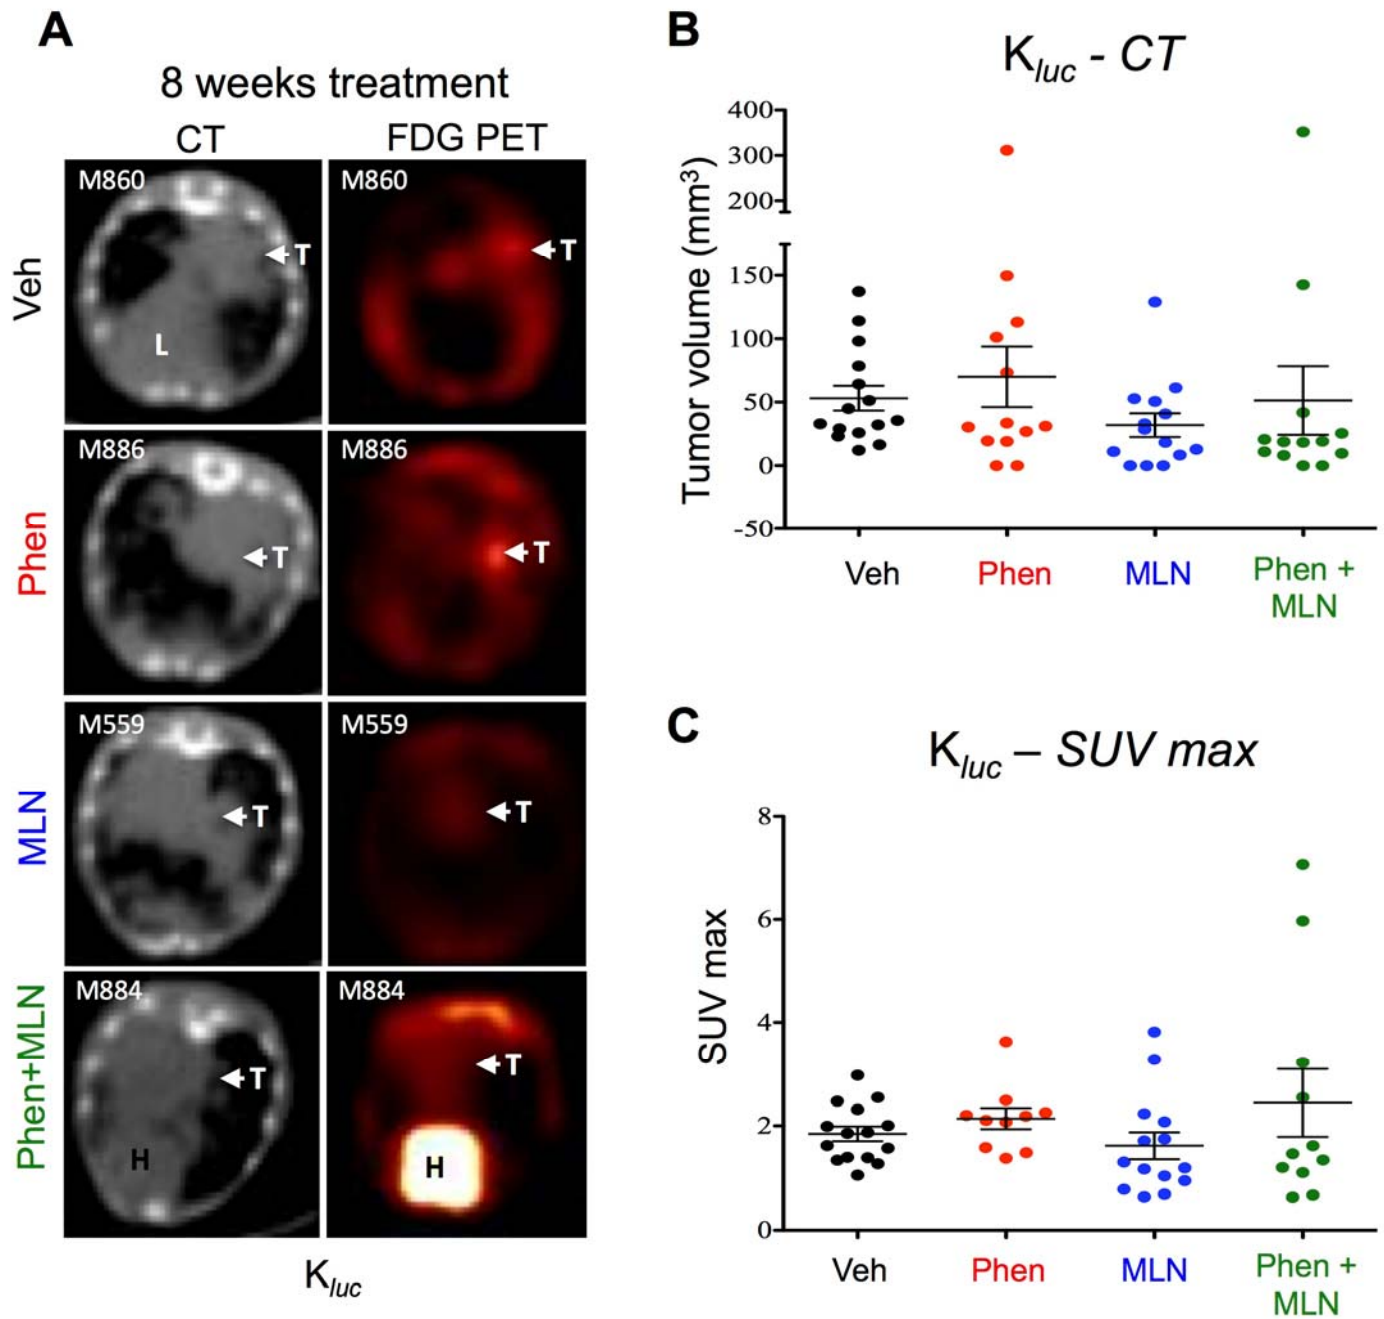 A
8 weeks treatment
CT FDG PET
Veh
M860 M860
T T
L
Phen
M886 M886
T T
MLN
M559 M559
T T
Phen+MLN
M884 M884
T T
H H
Kluc
B
Kluc - CT
Tumor volume (mm3)
400
300
200
150
100
50
0
-50
Veh Phen MLN Phen +
MLN
C
Kluc – SUV max
SUV max
8
6
4
2
0
Veh Phen MLN Phen +
MLN